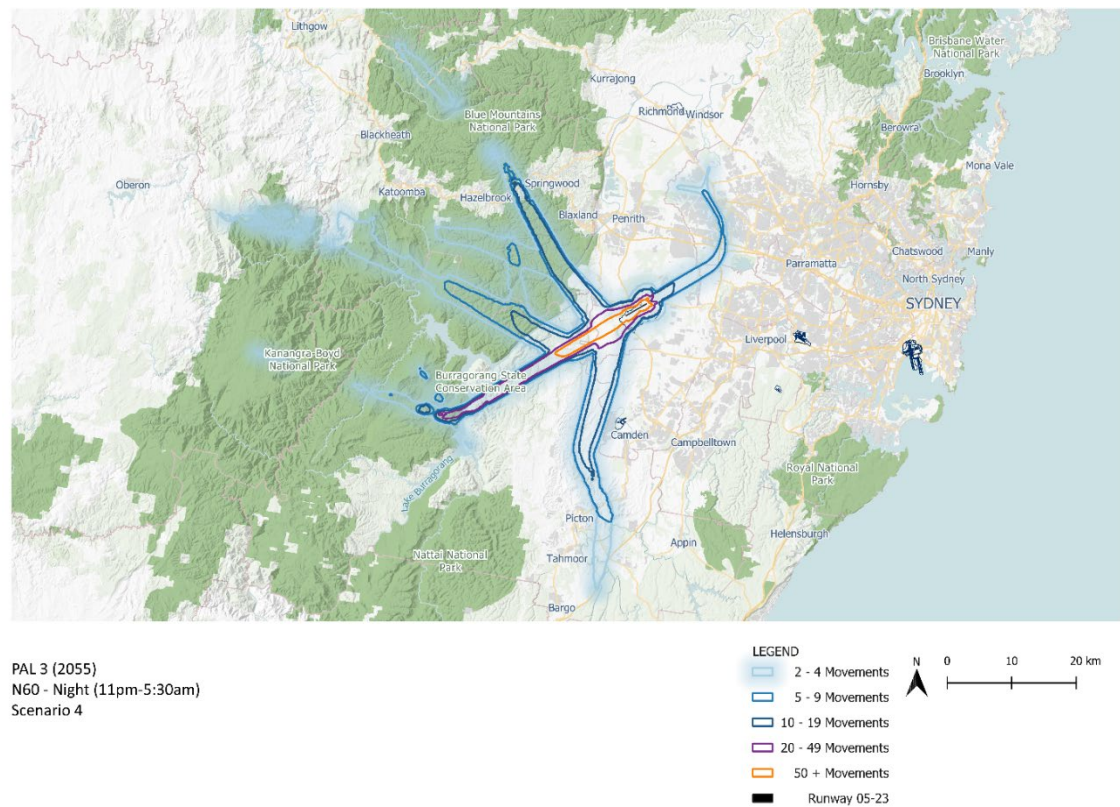 Lithgow
Brisbane Water
National Park
Brooklyn
Kurrajong
Richmond
Windsor
Blue Mountains
National Park
Blackheath
Berowra
Mona Vale
Oberon
Katoomba
Springwood
Hazelbrook
Hornsby
Blaxland
Penrith
Chatswood
Manly
Parramatta
North Sydney
SYDNEY
Liverpool
Kanangra-Boyd
National Park
Burragorang State
Conservation Area
Camden
Campbelltown
Lake Burragorang
Royal National
Park
Picton
Appin
Helensburgh
Nattai National
Park
Tahmoor
Bargo
PAL 3 (2055)
N60 - Night (11pm-5:30am)
Scenario 4
LEGEND
2 - 4 Movements
5 - 9 Movements
10 - 19 Movements
20 - 49 Movements
50 + Movements
Runway 05-23
N
0 10 20 km